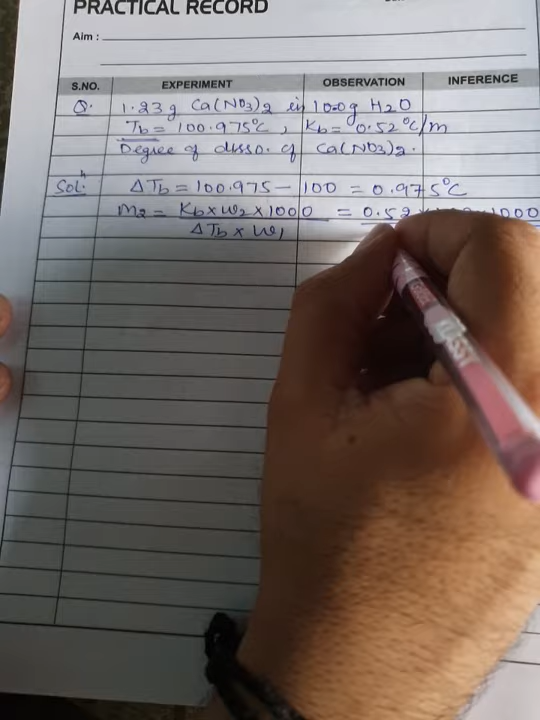 PRACTICAL RECORD
Aim :
S.NO. EXPERIMENT OBSERVATION INFERENCE
Q. 1.23 g Ca(NO3)2 in 10.0g H2O
Tb = 100.975°C, Kb = 0.52°C/m
Degree of disso. of Ca(NO3)2.
Sol. ΔTb = 100.975 - 100 = 0.975°C
M2 = Kb x W2 x 1000 = 0.52 1000
ΔTb x W1